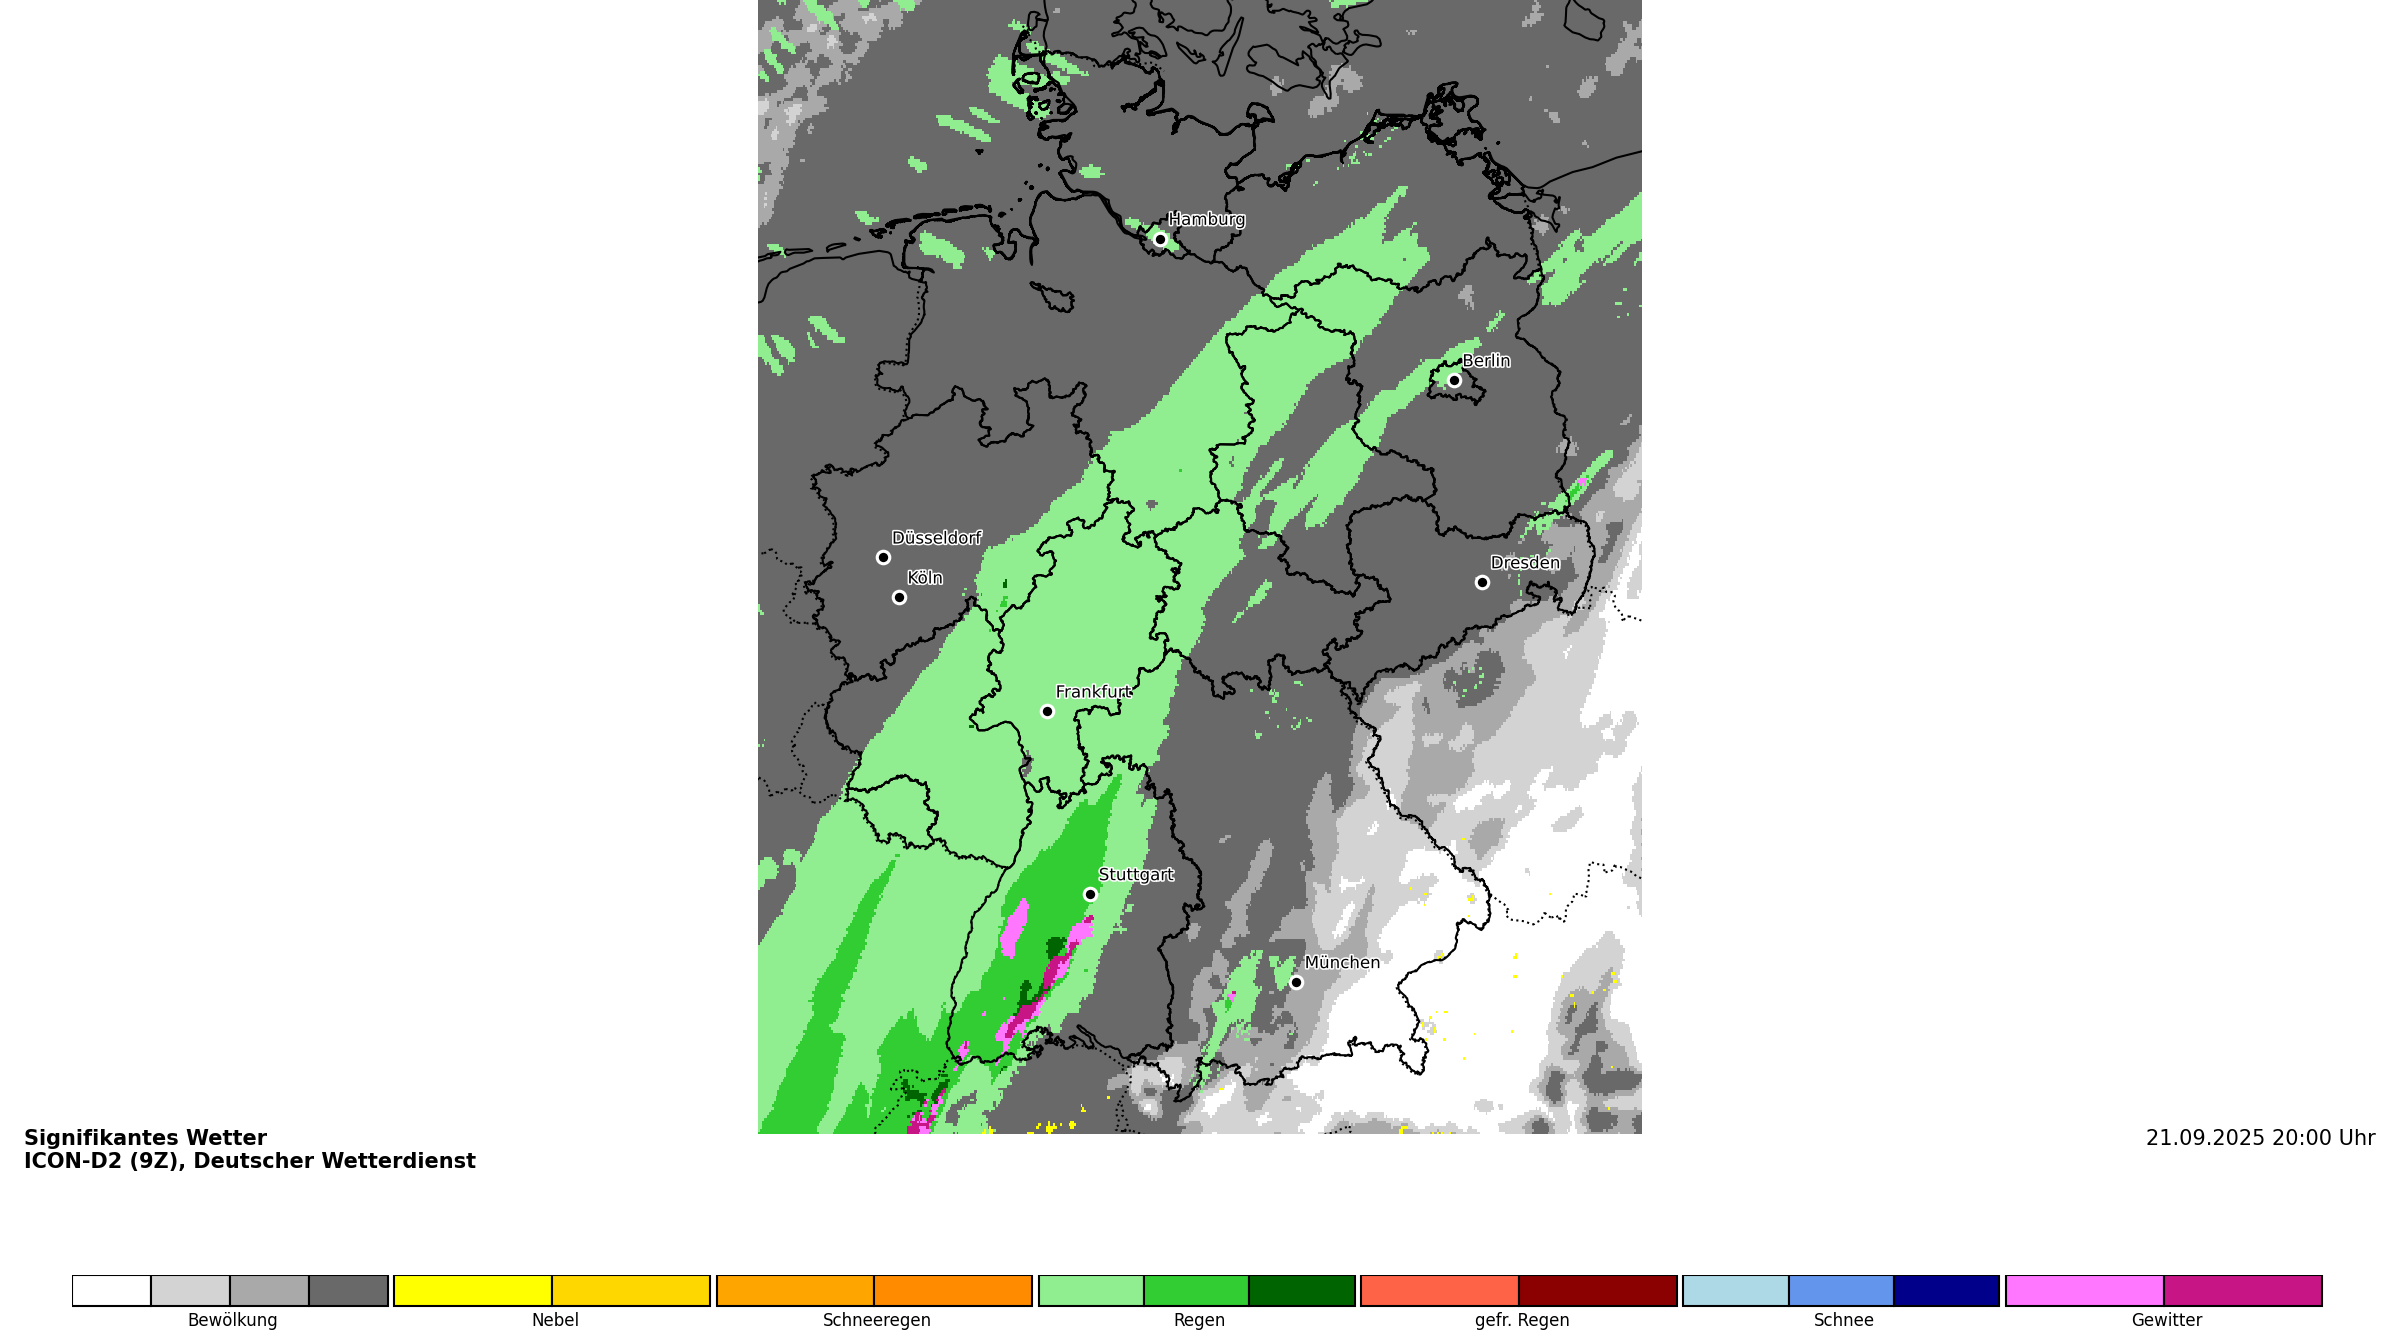 Hamburg
Berlin
Düsseldorf
Köln
Dresden
Frankfurt
Stuttgart
München
Signifikantes Wetter
ICON-D2 (9Z), Deutscher Wetterdienst
21.09.2025 20:00 Uhr
Bewölkung
Nebel
Schneeregen
Regen
gefr. Regen
Schnee
Gewitter